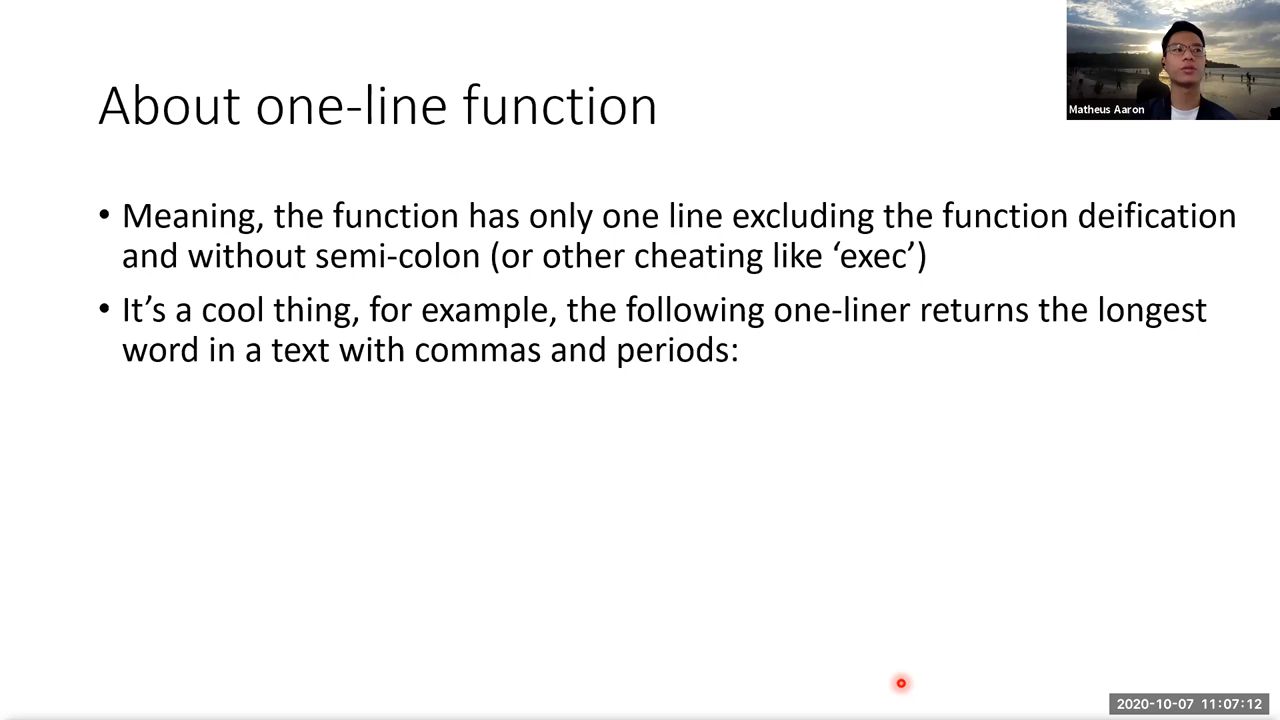 About one-line function
Matheus Aaron
• Meaning, the function has only one line excluding the function deification
and without semi-colon (or other cheating like ‘exec’)
• It’s a cool thing, for example, the following one-liner returns the longest
word in a text with commas and periods:
2020-10-07 11:07:12